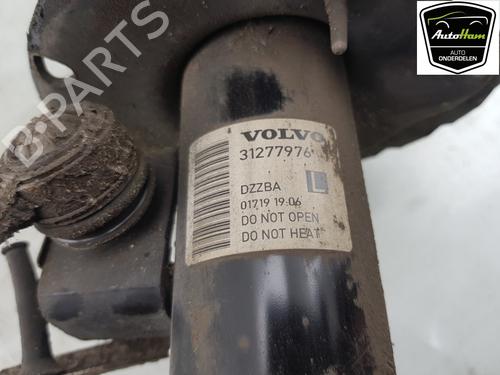 AutoHam
AUTO
ONDERDELEN
B-PARTS
VOLVO
31277976
DZZBA L
01719 19:06
DO NOT OPEN
DO NOT HEAT